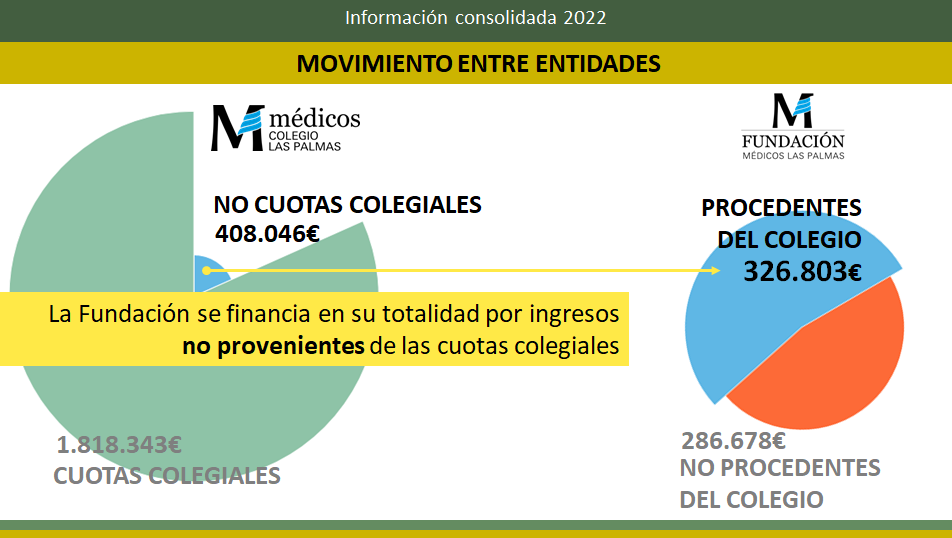 Información consolidada 2022
MOVIMIENTO ENTRE ENTIDADES
médicos
COLEGIO
LAS PALMAS
FUNDACIÓN
MÉDICOS LAS PALMAS
NO CUOTAS COLEGIALES
408.046€
PROCEDENTES
DEL COLEGIO
326.803€
La Fundación se financia en su totalidad por ingresos
no provenientes de las cuotas colegiales
1.818.343€
CUOTAS COLEGIALES
286.678€
NO PROCEDENTES
DEL COLEGIO